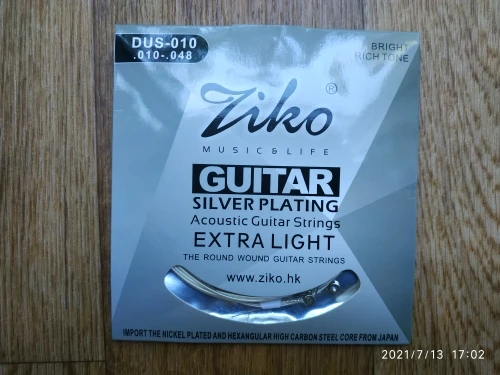 DUS-010
.010-.048
BRIGHT
RICH TONE
Ziko®
MUSIC & LIFE
GUITAR
SILVER PLATING
Acoustic Guitar Strings
EXTRA LIGHT
THE ROUND WOUND GUITAR STRINGS
www.ziko.hk
IMPORT THE NICKEL PLATED AND HEXANGULAR HIGH CARBON STEEL CORE FROM JAPAN
2021/7/13 17:02